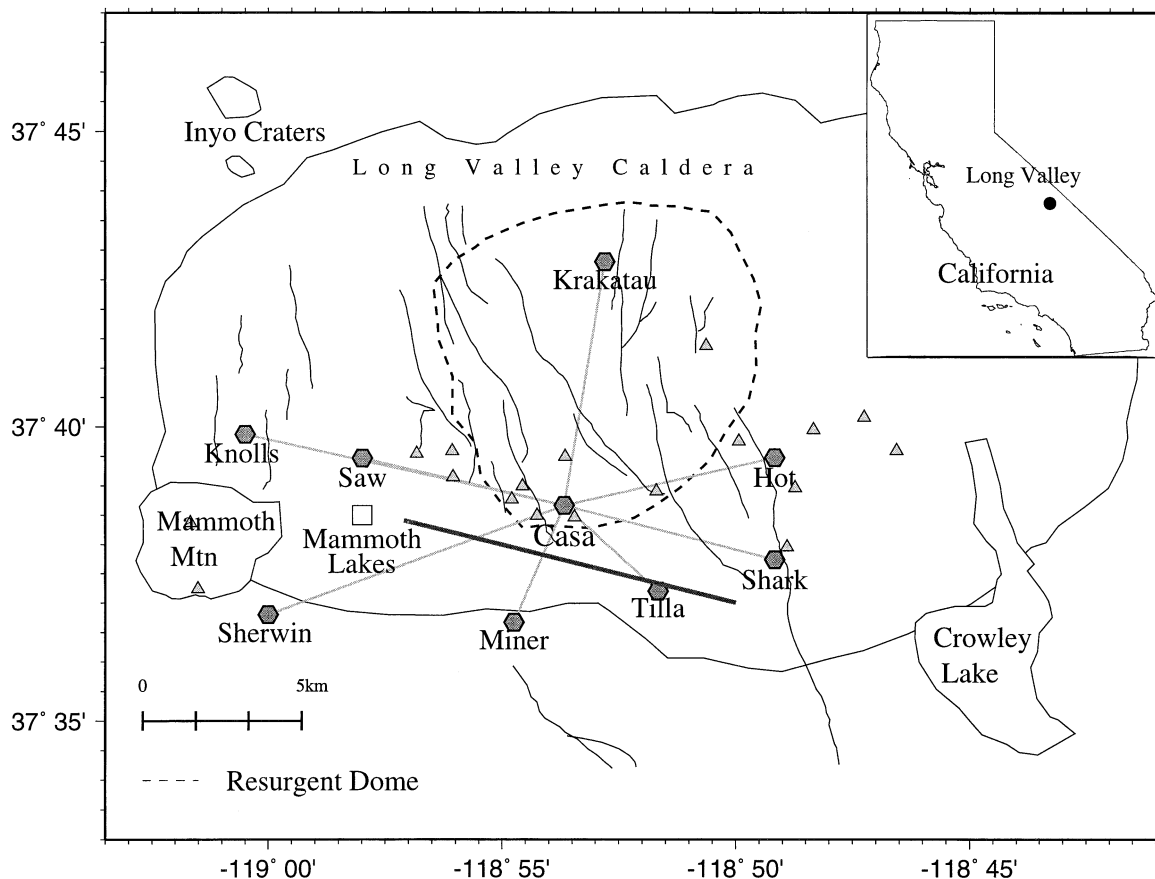 37° 45'
Inyo Craters
Long Valley Caldera
Long Valley
California
Krakatau
37° 40'
Knolls
Saw
Hot
Mammoth
Mtn
Mammoth
Lakes
Casa
Shark
Tilla
Sherwin
Miner
Crowley
Lake
0 5km
37° 35'
Resurgent Dome
-119° 00' -118° 55' -118° 50' -118° 45'